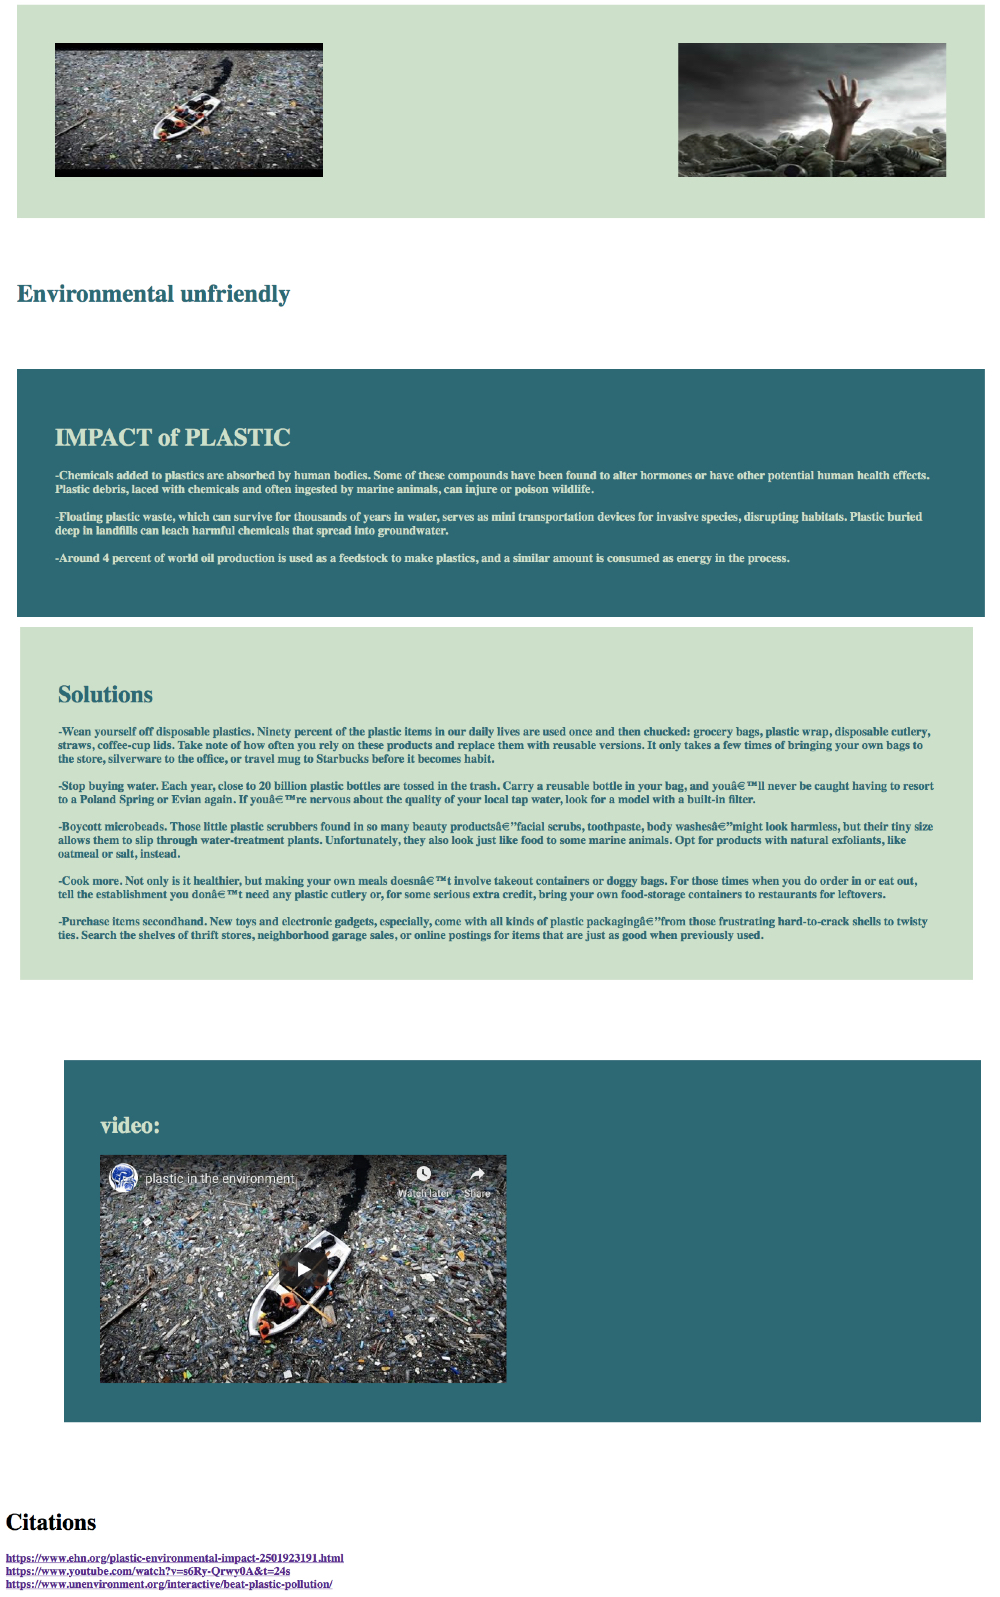 Environmental unfriendly
IMPACT of PLASTIC
-Chemicals added to plastics are absorbed by human bodies. Some of these compounds have been found to alter hormones or have other potential human health effects.
Plastic debris, laced with chemicals and often ingested by marine animals, can injure or poison wildlife.
-Floating plastic waste, which can survive for thousands of years in water, serves as mini transportation devices for invasive species, disrupting habitats. Plastic buried
deep in landfills can leach harmful chemicals that spread into groundwater.
-Around 4 percent of world oil production is used as a feedstock to make plastics, and a similar amount is consumed as energy in the process.
Solutions
-Wean yourself off disposable plastics. Ninety percent of the plastic items in our daily lives are used once and then chucked: grocery bags, plastic wrap, disposable cutlery,
straws, coffee-cup lids. Take note of how often you rely on these products and replace them with reusable versions. It only takes a few times of bringing your own bags to
the store, silverware to the office, or travel mug to Starbucks before it becomes habit.
-Stop buying water. Each year, close to 20 billion plastic bottles are tossed in the trash. Carry a reusable bottle in your bag, and youâ€™ll never be caught having to resort
to a Poland Spring or Evian again. If youâ€™re nervous about the quality of your local tap water, look for a model with a built-in filter.
-Boycott microbeads. Those little plastic scrubbers found in so many beauty productsâ€”facial scrubs, toothpaste, body washesâ€”might look harmless, but their tiny size
allows them to slip through water-treatment plants. Unfortunately, they also look just like food to some marine animals. Opt for products with natural exfoliants, like
oatmeal or salt, instead.
-Cook more. Not only is it healthier, but making your own meals doesnâ€™t involve takeout containers or doggy bags. For those times when you do order in or eat out,
tell the establishment you donâ€™t need any plastic cutlery or, for some serious extra credit, bring your own food-storage containers to restaurants for leftovers.
-Purchase items secondhand. New toys and electronic gadgets, especially, come with all kinds of plastic packagingâ€”from those frustrating hard-to-crack shells to twisty
ties. Search the shelves of thrift stores, neighborhood garage sales, or online postings for items that are just as good when previously used.
video:
plastic in the environment
Watch later Share
Citations
https://www.ehn.org/plastic-environmental-impact-2501923191.html
https://www.youtube.com/watch?v=s6Ry-Qrwy0A&t=24s
https://www.unenvironment.org/interactive/beat-plastic-pollution/